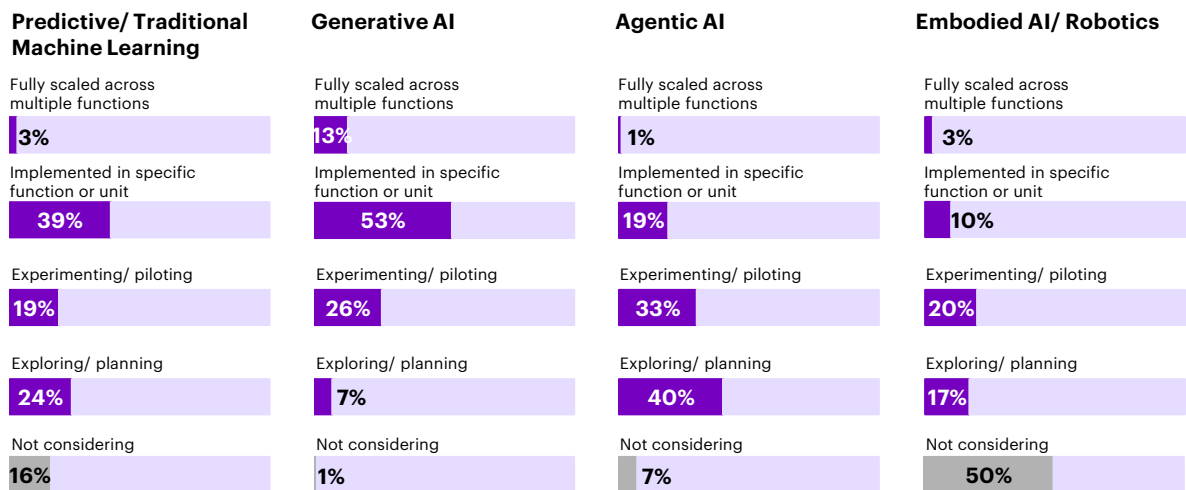 Predictive/ Traditional
Machine Learning
Fully scaled across
multiple functions
3%
Implemented in specific
function or unit
39%
Experimenting/ piloting
19%
Exploring/ planning
24%
Not considering
16%
Generative AI
Fully scaled across
multiple functions
13%
Implemented in specific
function or unit
53%
Experimenting/ piloting
26%
Exploring/ planning
7%
Not considering
1%
Agentic AI
Fully scaled across
multiple functions
1%
Implemented in specific
function or unit
19%
Experimenting/ piloting
33%
Exploring/ planning
40%
Not considering
7%
Embodied AI/ Robotics
Fully scaled across
multiple functions
3%
Implemented in specific
function or unit
10%
Experimenting/ piloting
20%
Exploring/ planning
17%
Not considering
50%